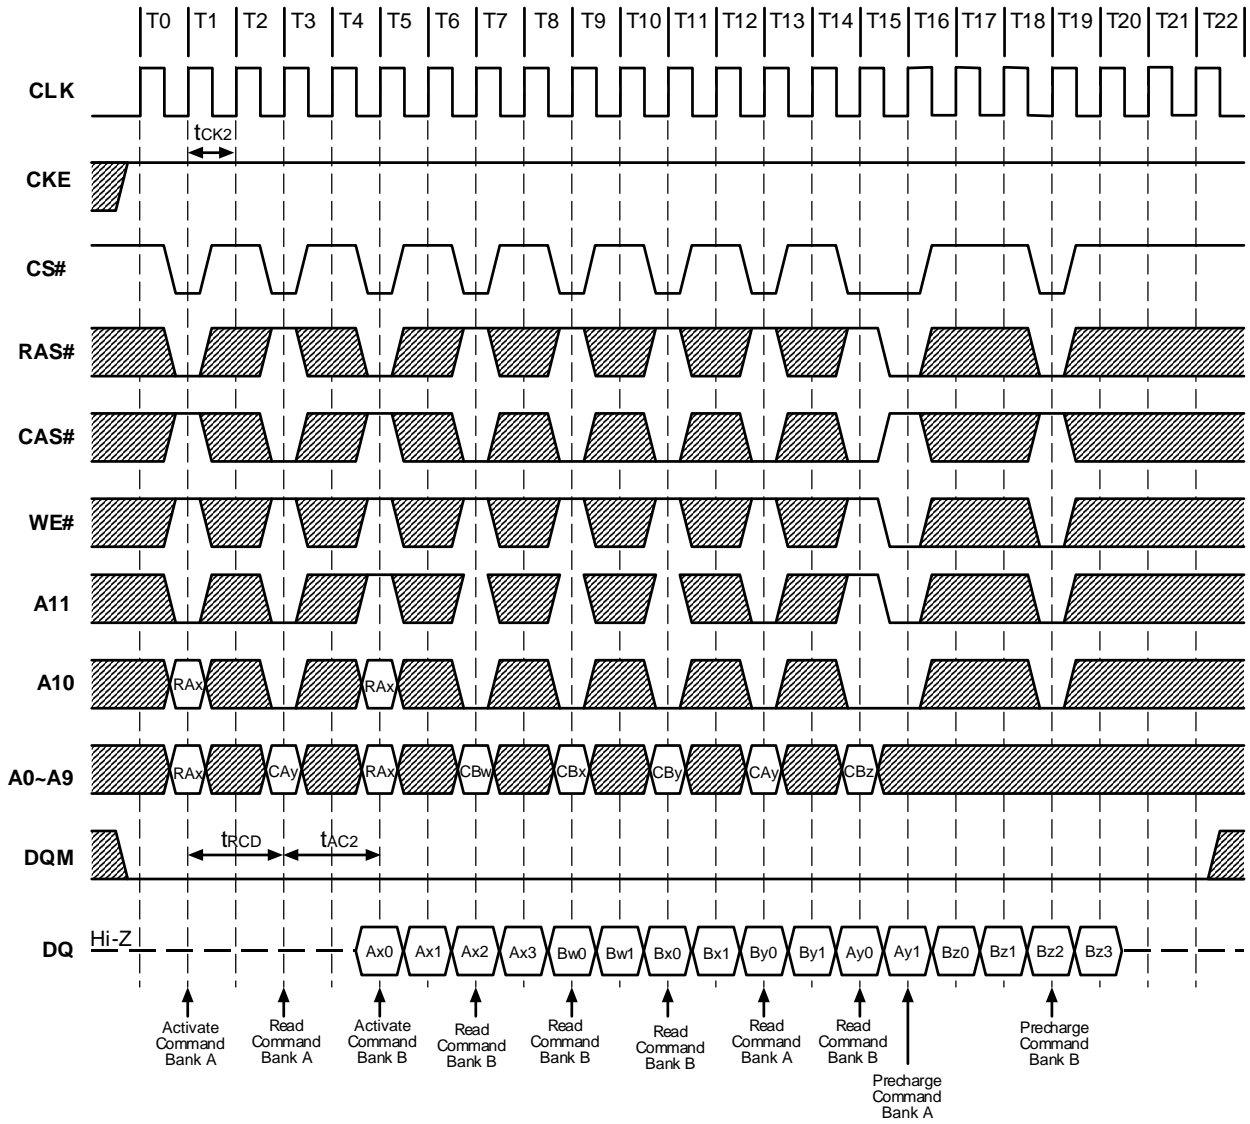 T0 T1 T2 T3 T4 T5 T6 T7 T8 T9 T10 T11 T12 T13 T14 T15 T16 T17 T18 T19 T20 T21 T22
CLK
tCK2
CKE
CS#
RAS#
CAS#
WE#
A11
A10
RAx RAx
A0~A9
RAx CAy RAx CBw CBx CBy CAy CBz
DQM
tRCD tAC2
DQ
Hi-Z
Ax0 Ax1 Ax2 Ax3 Bw0 Bw1 Bx0 Bx1 By0 By1 Ay0 Ay1 Bz0 Bz1 Bz2 Bz3
Activate
Command
Bank A
Read
Command
Bank A
Activate
Command
Bank B
Read
Command
Bank B
Read
Command
Bank B
Read
Command
Bank B
Read
Command
Bank A
Read
Command
Bank B
Precharge
Command
Bank A
Precharge
Command
Bank B